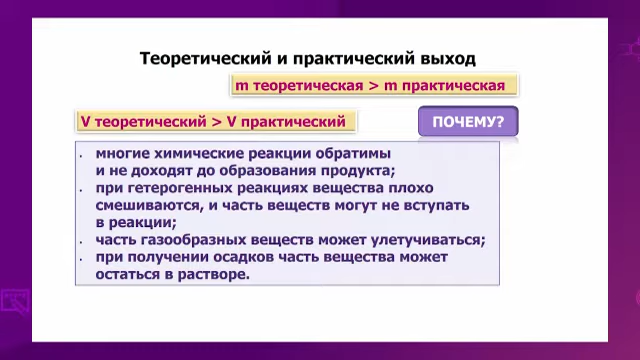 Теоретический и практический выход
m теоретическая > m практическая
V теоретический > V практический
ПОЧЕМУ?
• многие химические реакции обратимы
и не доходят до образования продукта;
• при гетерогенных реакциях вещества плохо
смешиваются, и часть веществ могут не вступать
в реакции;
• часть газообразных веществ может улетучиваться;
• при получении осадков часть вещества может
остаться в растворе.